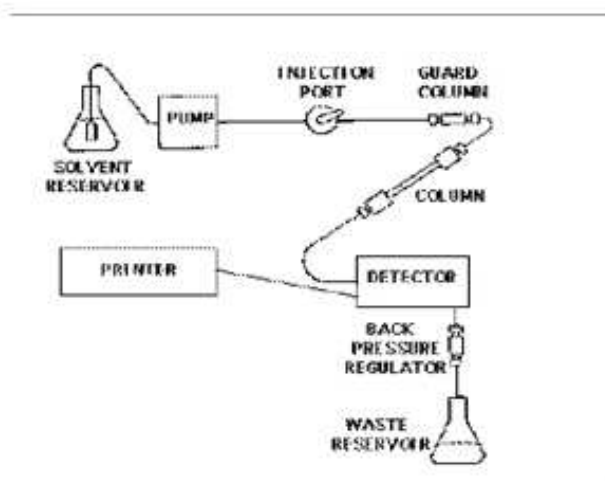 INJECTION
PORT
GUARD
COLUMN
PUMP
SOLVENT
RESERVOIR
COLUMN
PRINTER
DETECTOR
BACK
PRESSURE
REGULATOR
WASTE
RESERVOIR